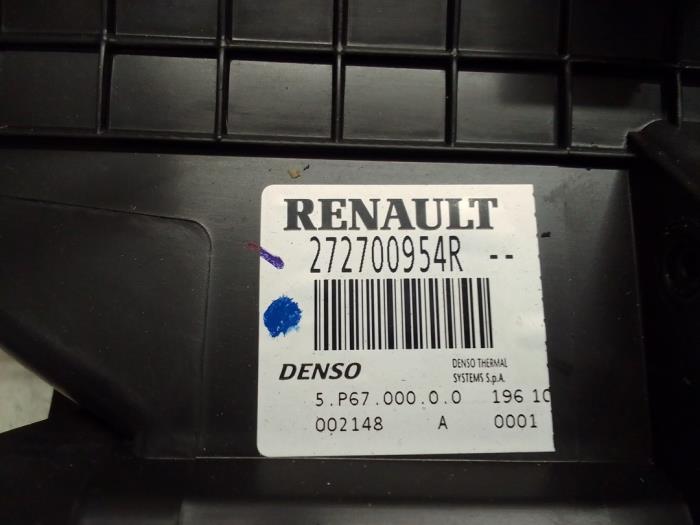 RENAULT
272700954R --
DENSO
DENSO THERMAL
SYSTEMS S.p.A.
5.P67.000.0.0 196 10
002148 A 0001